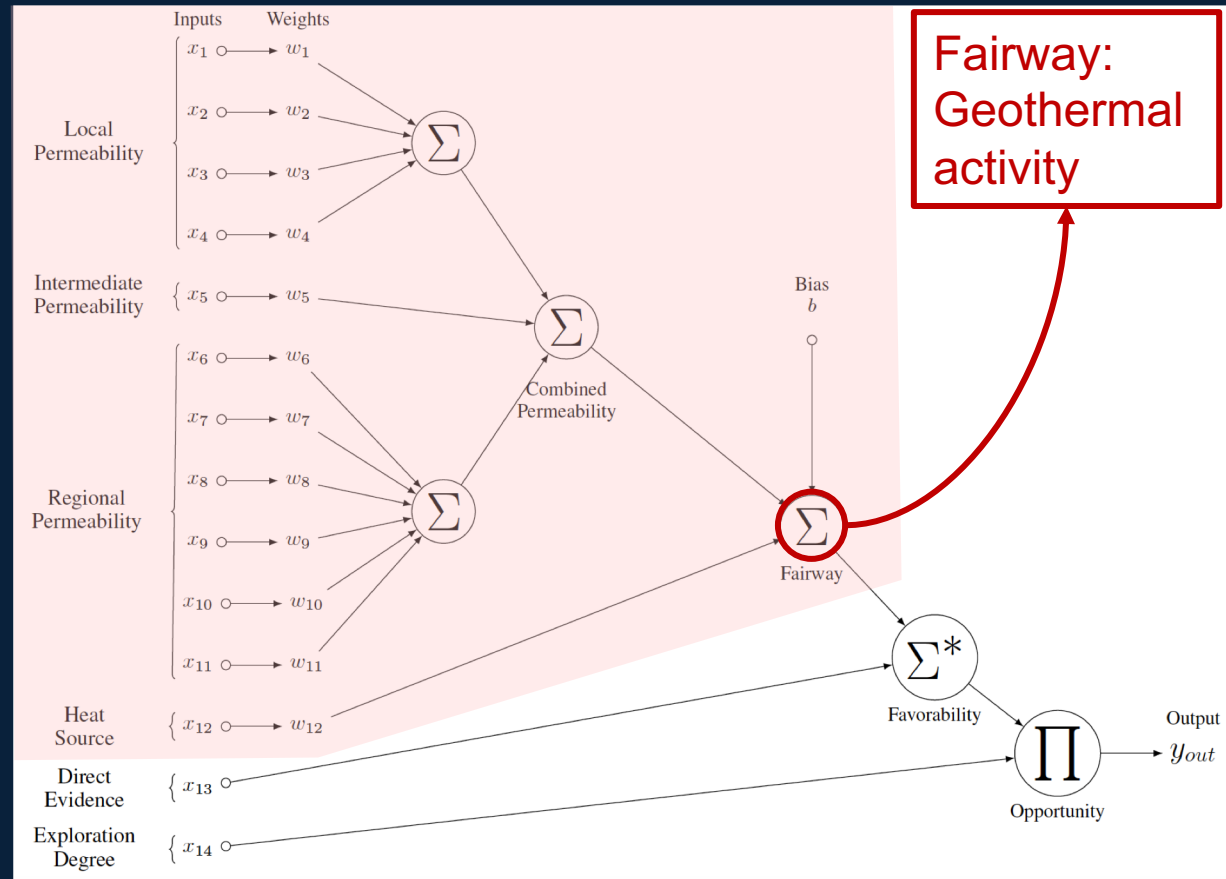 Inputs Weights
x1 w1
x2 w2
Local
Permeability
x3 w3
x4 w4
Σ
Intermediate
Permeability
x5 w5
Σ
Combined
Permeability
x6 w6
x7 w7
x8 w8
Regional
Permeability
x9 w9
x10 w10
x11 w11
Σ
Heat
Source
x12 w12
Bias
b
Σ
Fairway
Fairway:
Geothermal
activity
Direct
Evidence
x13
Σ*
Favorability
Exploration
Degree
x14
∏
Opportunity
Output
yout